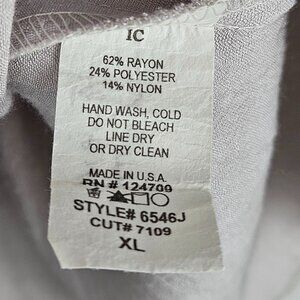 IC
62% RAYON
24% POLYESTER
14% NYLON
HAND WASH, COLD
DO NOT BLEACH
LINE DRY
OR DRY CLEAN
MADE IN U.S.A.
RN # 124709
STYLE# 6546J
CUT# 7109
XL